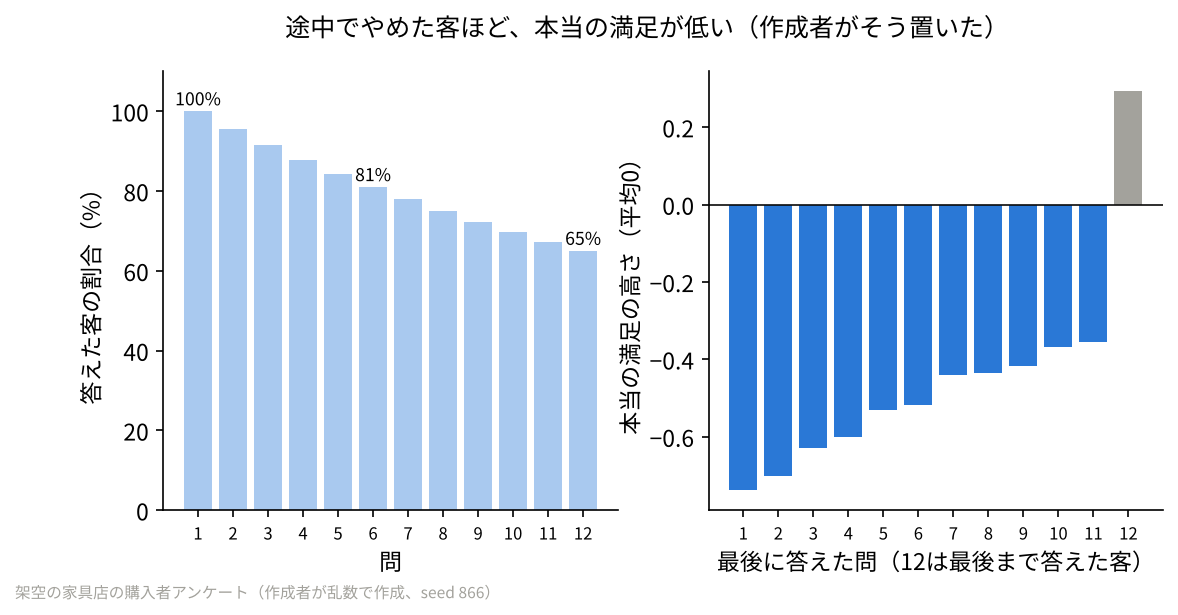 途中でやめた客ほど、本当の満足が低い（作成者がそう置いた）
答えた客の割合（%）
100
80
60
40
20
0
100%
81%
65%
1 2 3 4 5 6 7 8 9 10 11 12
問
本当の満足の高さ（平均0）
0.2
0.0
−0.2
−0.4
−0.6
1 2 3 4 5 6 7 8 9 10 11 12
最後に答えた問（12は最後まで答えた客）
架空の家具店の購入者アンケート（作成者が乱数で作成、seed 866）